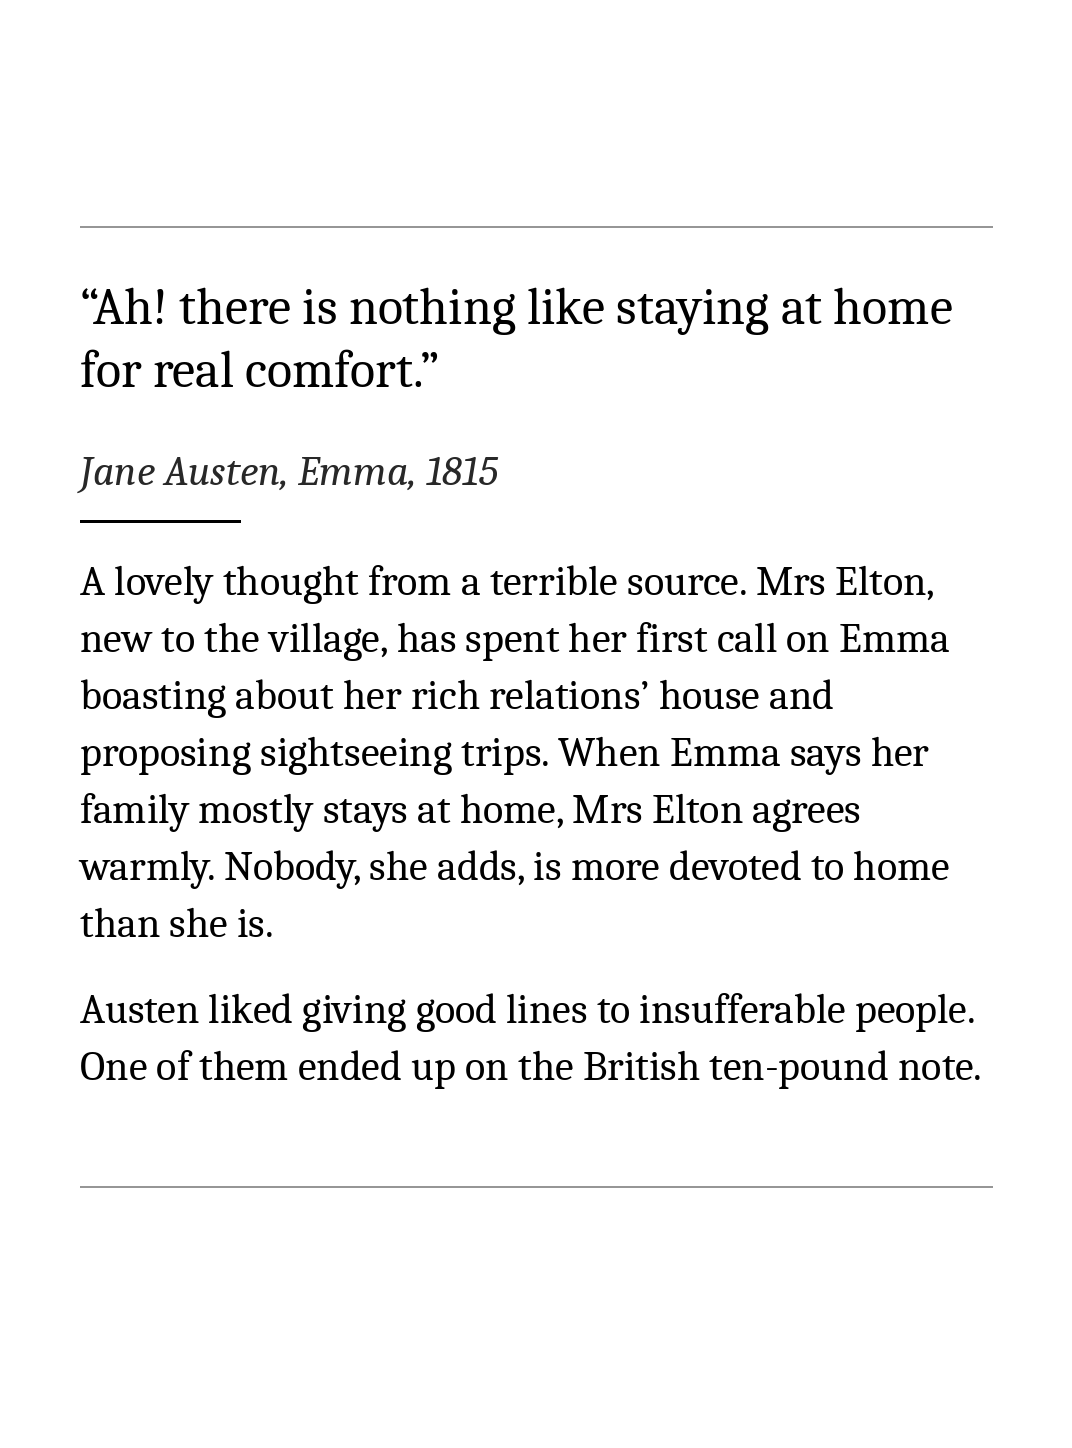 “Ah! there is nothing like staying at home
for real comfort.”
Jane Austen, Emma, 1815
A lovely thought from a terrible source. Mrs Elton,
new to the village, has spent her first call on Emma
boasting about her rich relations’ house and
proposing sightseeing trips. When Emma says her
family mostly stays at home, Mrs Elton agrees
warmly. Nobody, she adds, is more devoted to home
than she is.
Austen liked giving good lines to insufferable people.
One of them ended up on the British ten-pound note.